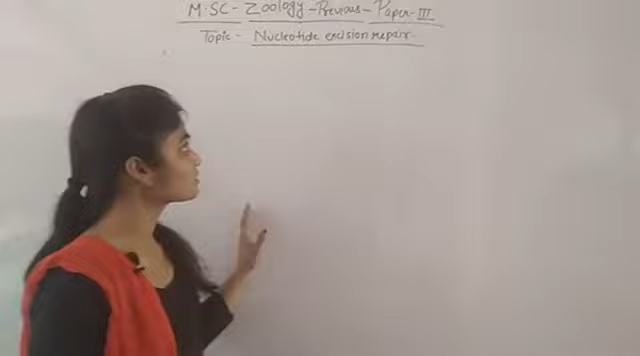 M.SC - Zoology - Previous - Paper - III
Topic - Nucleotide excision repair